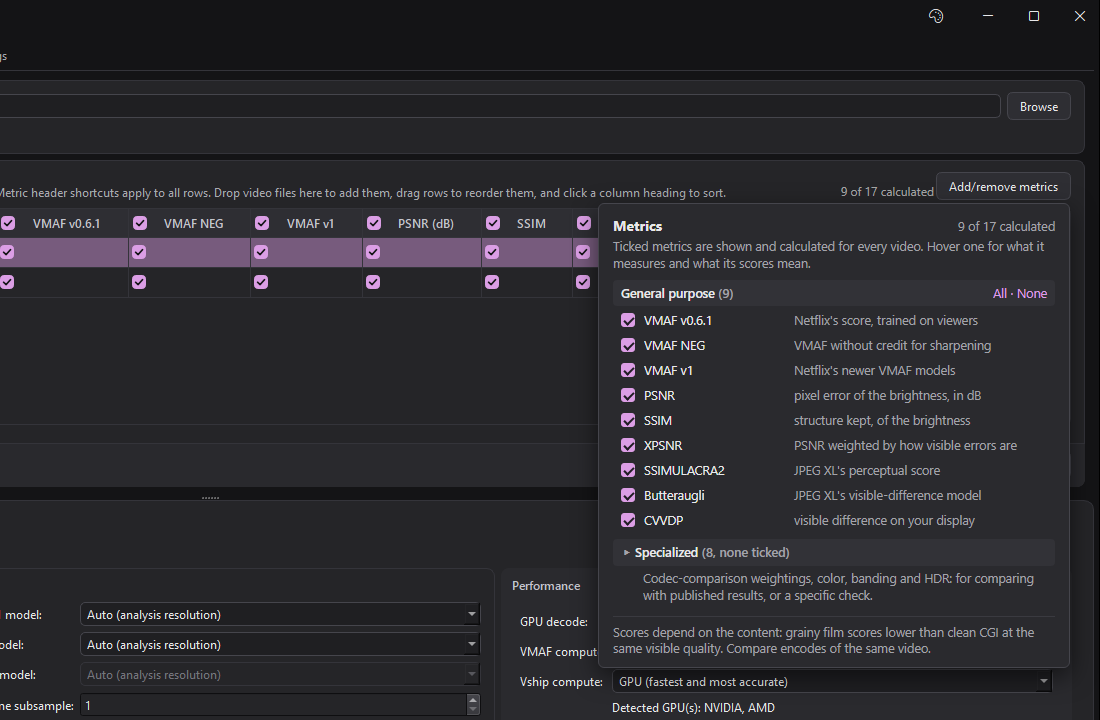 gs
Browse
Metric header shortcuts apply to all rows. Drop video files here to add them, drag rows to reorder them, and click a column heading to sort.
9 of 17 calculated
Add/remove metrics
VMAF v0.6.1
VMAF NEG
VMAF v1
PSNR (dB)
SSIM
Metrics
9 of 17 calculated
Ticked metrics are shown and calculated for every video. Hover one for what it
measures and what its scores mean.
General purpose (9)
All · None
VMAF v0.6.1
Netflix's score, trained on viewers
VMAF NEG
VMAF without credit for sharpening
VMAF v1
Netflix's newer VMAF models
PSNR
pixel error of the brightness, in dB
SSIM
structure kept, of the brightness
XPSNR
PSNR weighted by how visible errors are
SSIMULACRA2
JPEG XL's perceptual score
Butteraugli
JPEG XL's visible-difference model
CVVDP
visible difference on your display
Specialized (8, none ticked)
Codec-comparison weightings, color, banding and HDR: for comparing
with published results, or a specific check.
Scores depend on the content: grainy film scores lower than clean CGI at the
same visible quality. Compare encodes of the same video.
model:
Auto (analysis resolution)
odel:
Auto (analysis resolution)
model:
Auto (analysis resolution)
ne subsample:
1
Performance
GPU decode:
VMAF comput
Vship compute:
GPU (fastest and most accurate)
Detected GPU(s): NVIDIA, AMD